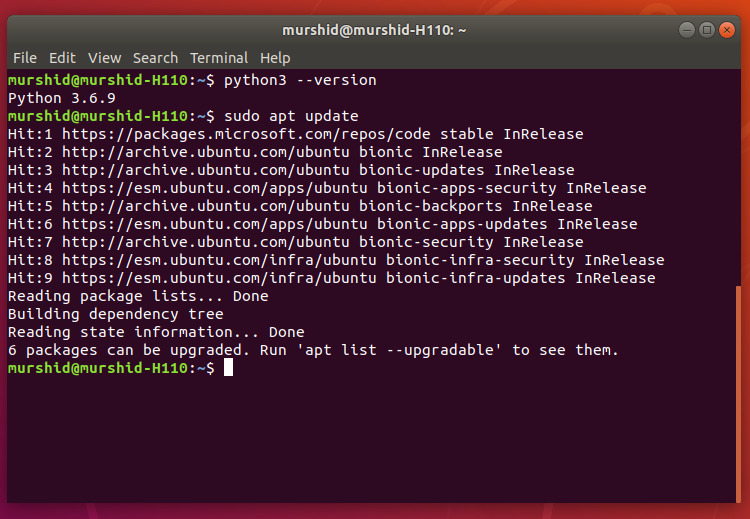 murshid@murshid-H110: ~
File Edit View Search Terminal Help
murshid@murshid-H110:~$ python3 --version
Python 3.6.9
murshid@murshid-H110:~$ sudo apt update
Hit:1 https://packages.microsoft.com/repos/code stable InRelease
Hit:2 http://archive.ubuntu.com/ubuntu bionic InRelease
Hit:3 http://archive.ubuntu.com/ubuntu bionic-updates InRelease
Hit:4 https://esm.ubuntu.com/apps/ubuntu bionic-apps-security InRelease
Hit:5 http://archive.ubuntu.com/ubuntu bionic-backports InRelease
Hit:6 https://esm.ubuntu.com/apps/ubuntu bionic-apps-updates InRelease
Hit:7 http://archive.ubuntu.com/ubuntu bionic-security InRelease
Hit:8 https://esm.ubuntu.com/infra/ubuntu bionic-infra-security InRelease
Hit:9 https://esm.ubuntu.com/infra/ubuntu bionic-infra-updates InRelease
Reading package lists... Done
Building dependency tree
Reading state information... Done
6 packages can be upgraded. Run 'apt list --upgradable' to see them.
murshid@murshid-H110:~$